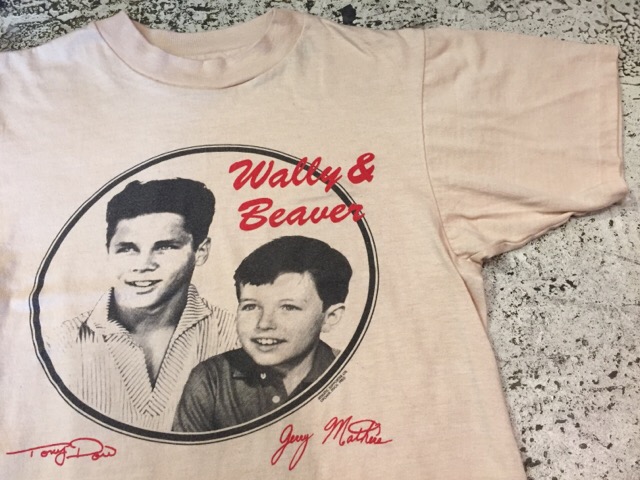 Wally &
Beaver
Tony Dow
Jerry Mathers